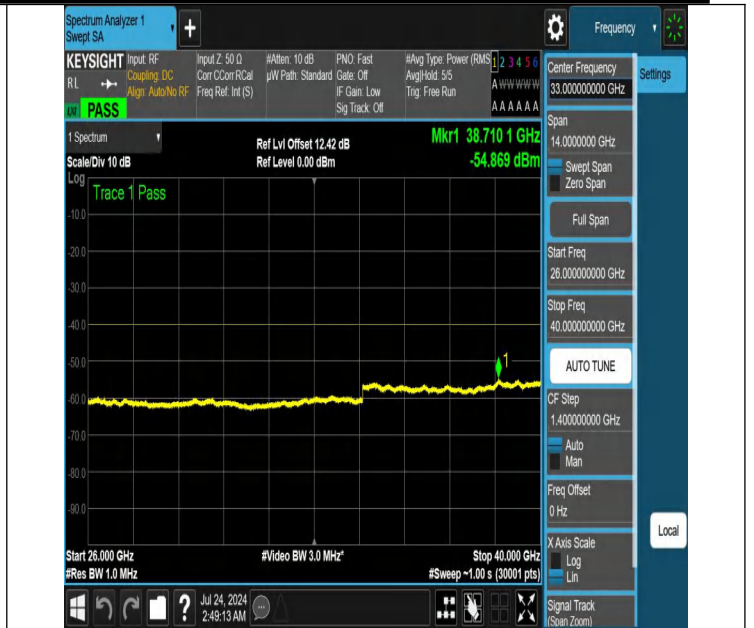 Spectrum Analyzer 1
Swept SA
+
Frequency
KEYSIGHT
RL
PASS
Input: RF
Coupling: DC
Align: Auto/No RF
Input Z: 50 Ω
Corr CCorr RCal
Freq Ref: Int (S)
#Atten: 10 dB
µW Path: Standard
PNO: Fast
Gate: Off
IF Gain: Low
Sig Track: Off
#Avg Type: Power (RMS
Avg|Hold: 5/5
Trig: Free Run
1 2 3 4 5 6
A W W W W W
A A A A A A
1 Spectrum
Scale/Div 10 dB
Log
Ref Lvl Offset 12.42 dB
Ref Level 0.00 dBm
Mkr1 38.710 1 GHz
-54.869 dBm
Trace 1 Pass
-10.0
-20.0
-30.0
-40.0
-50.0
-60.0
-70.0
-80.0
-90.0
1
Start 26.000 GHz
#Res BW 1.0 MHz
#Video BW 3.0 MHz*
Stop 40.000 GHz
#Sweep ~1.00 s (30001 pts)
Center Frequency
33.000000000 GHz
Settings
Span
14.0000000 GHz
Swept Span
Zero Span
Full Span
Start Freq
26.000000000 GHz
Stop Freq
40.000000000 GHz
AUTO TUNE
CF Step
1.400000000 GHz
Auto
Man
Freq Offset
0 Hz
X Axis Scale
Log
Lin
Local
Signal Track
(Span Zoom)
?
Jul 24, 2024
2:49:13 AM